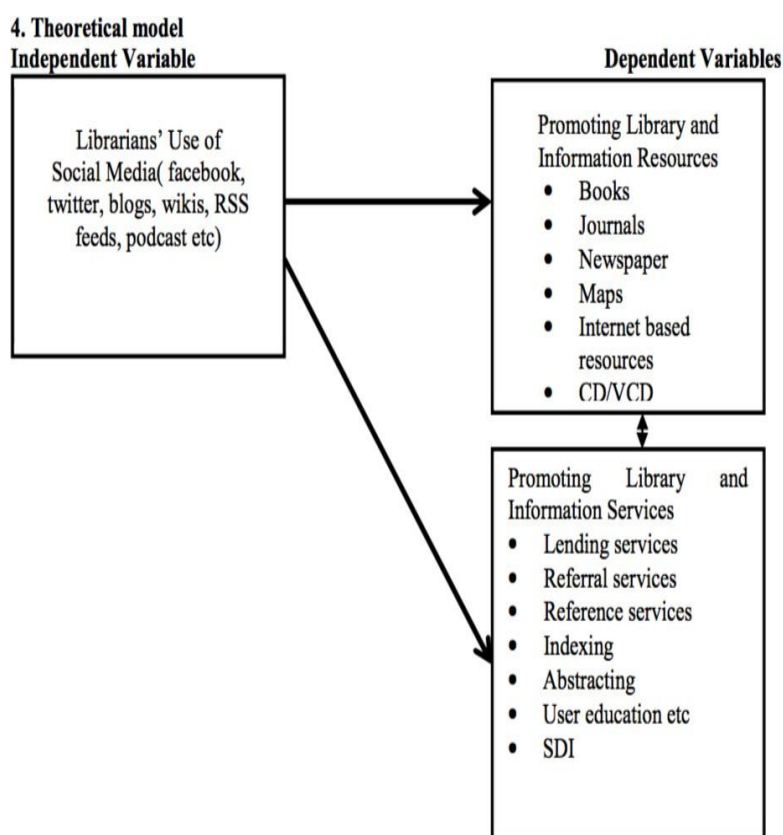 4. Theoretical model
Independent Variable
Dependent Variables
Librarians’ Use of
Social Media( facebook,
twitter, blogs, wikis, RSS
feeds, podcast etc)
Promoting Library and
Information Resources
• Books
• Journals
• Newspaper
• Maps
• Internet based
resources
• CD/VCD
Promoting Library and
Information Services
• Lending services
• Referral services
• Reference services
• Indexing
• Abstracting
• User education etc
• SDI